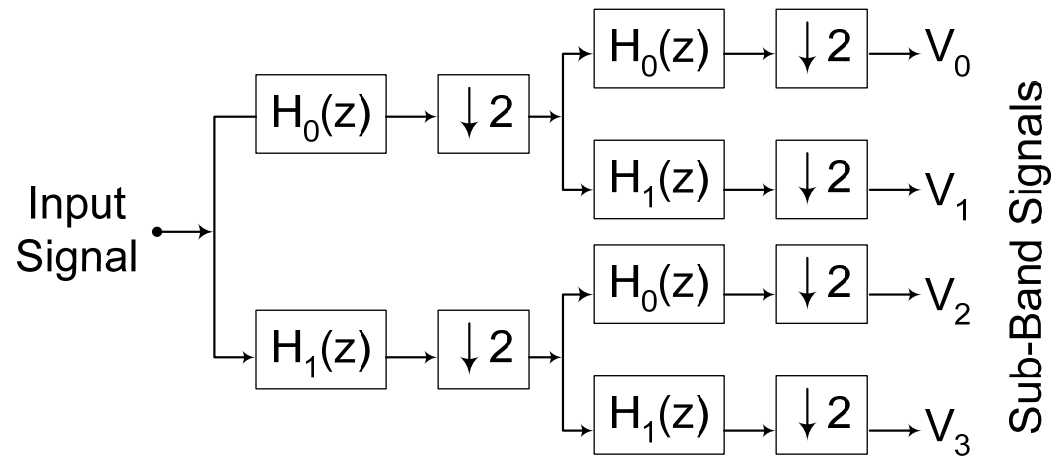 Input
Signal
H₀(z)
↓ 2
H₀(z)
↓ 2
V₀
H₁(z)
↓ 2
V₁
H₁(z)
↓ 2
H₀(z)
↓ 2
V₂
H₁(z)
↓ 2
V₃
Sub-Band Signals